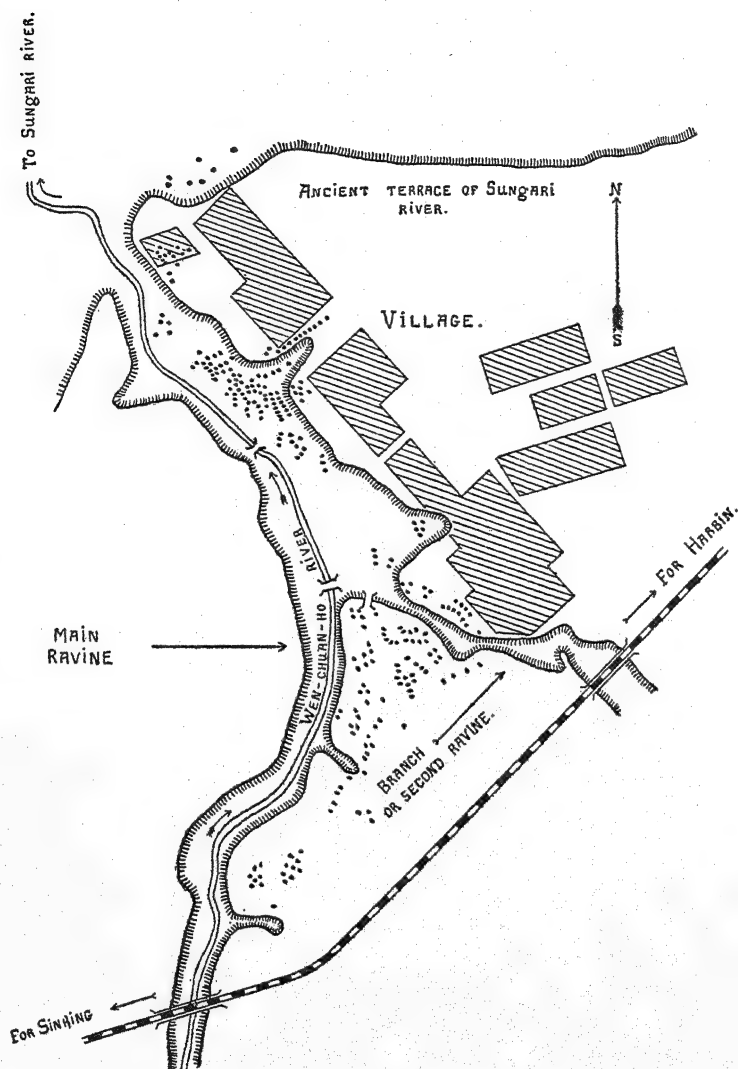 To Sungari River.
Ancient terrace of Sungari
River.
N
S
Village.
For Harbin.
River
Wen-Chuan-Ho
Main
Ravine
Branch
or second ravine.
For Sinking